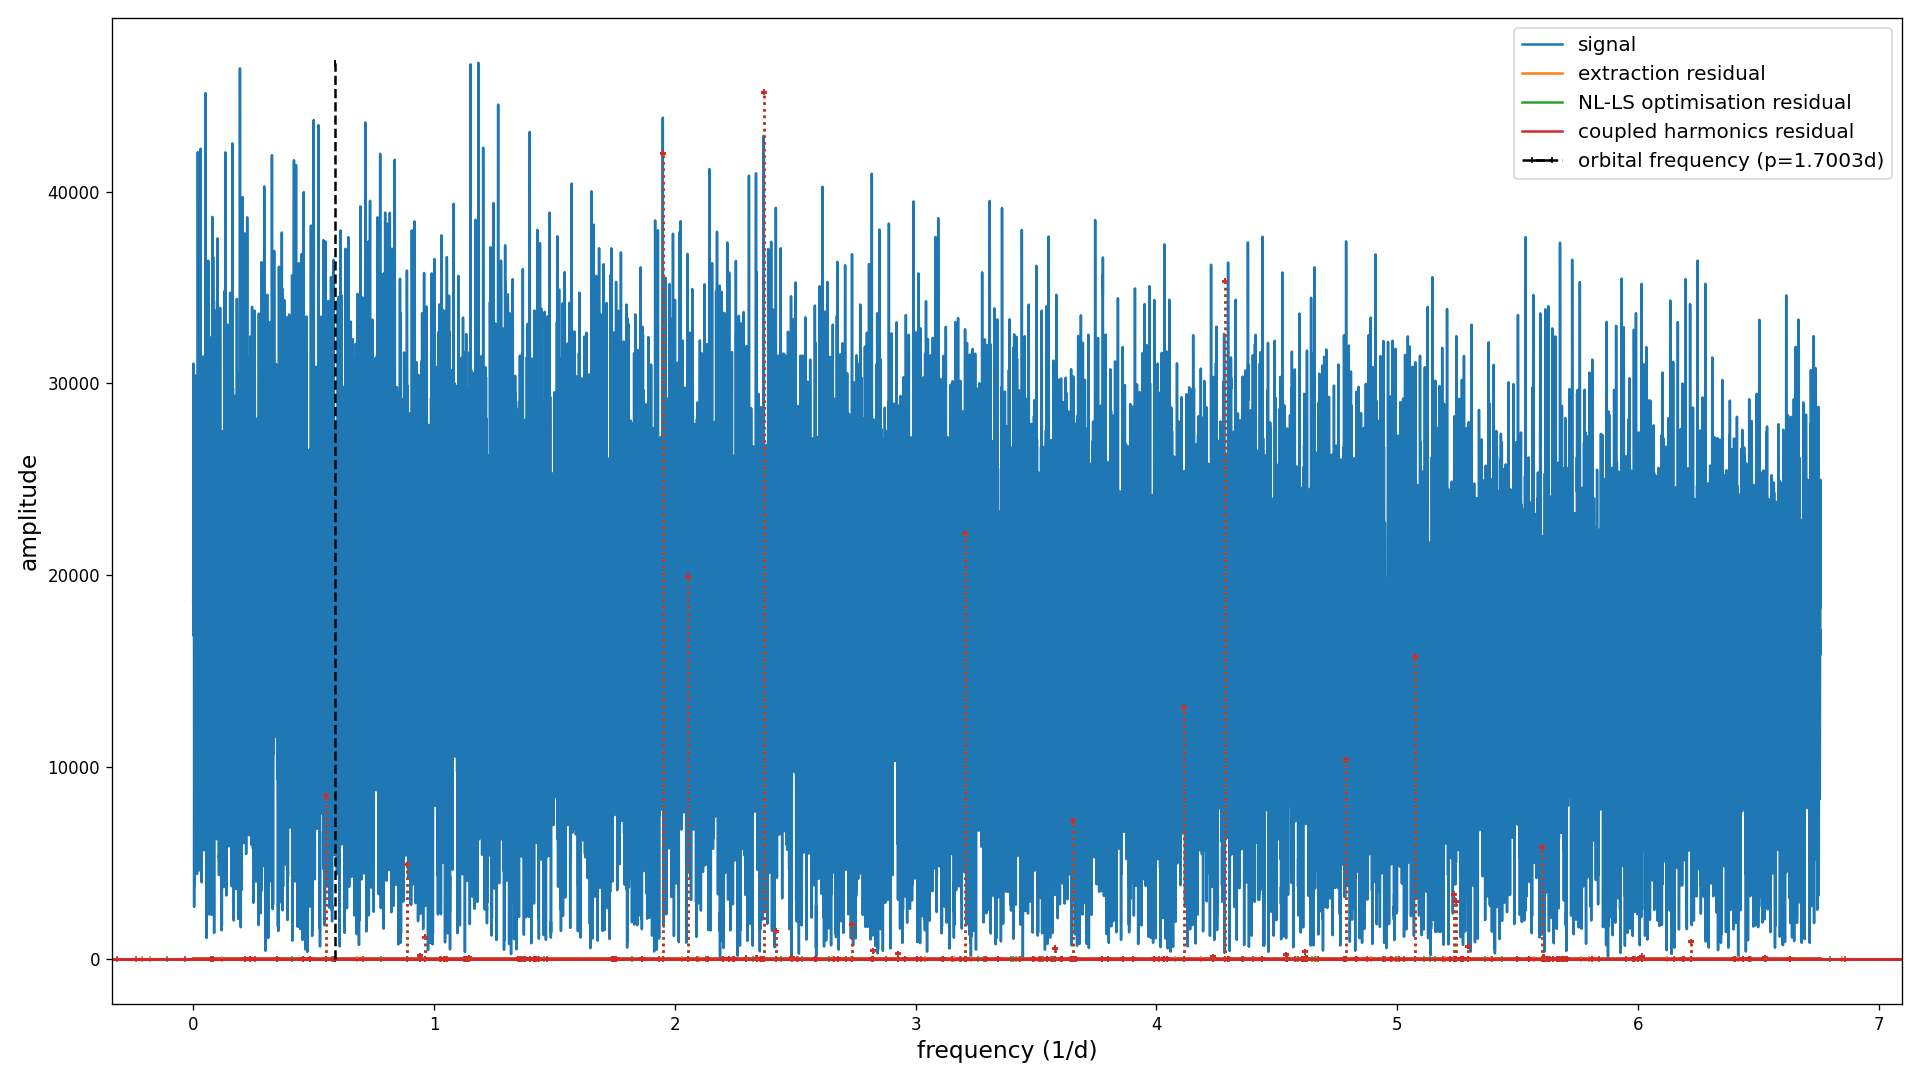 signal
extraction residual
NL-LS optimisation residual
coupled harmonics residual
orbital frequency (p=1.7003d)
amplitude
40000
30000
20000
10000
0
0 1 2 3 4 5 6 7
frequency (1/d)